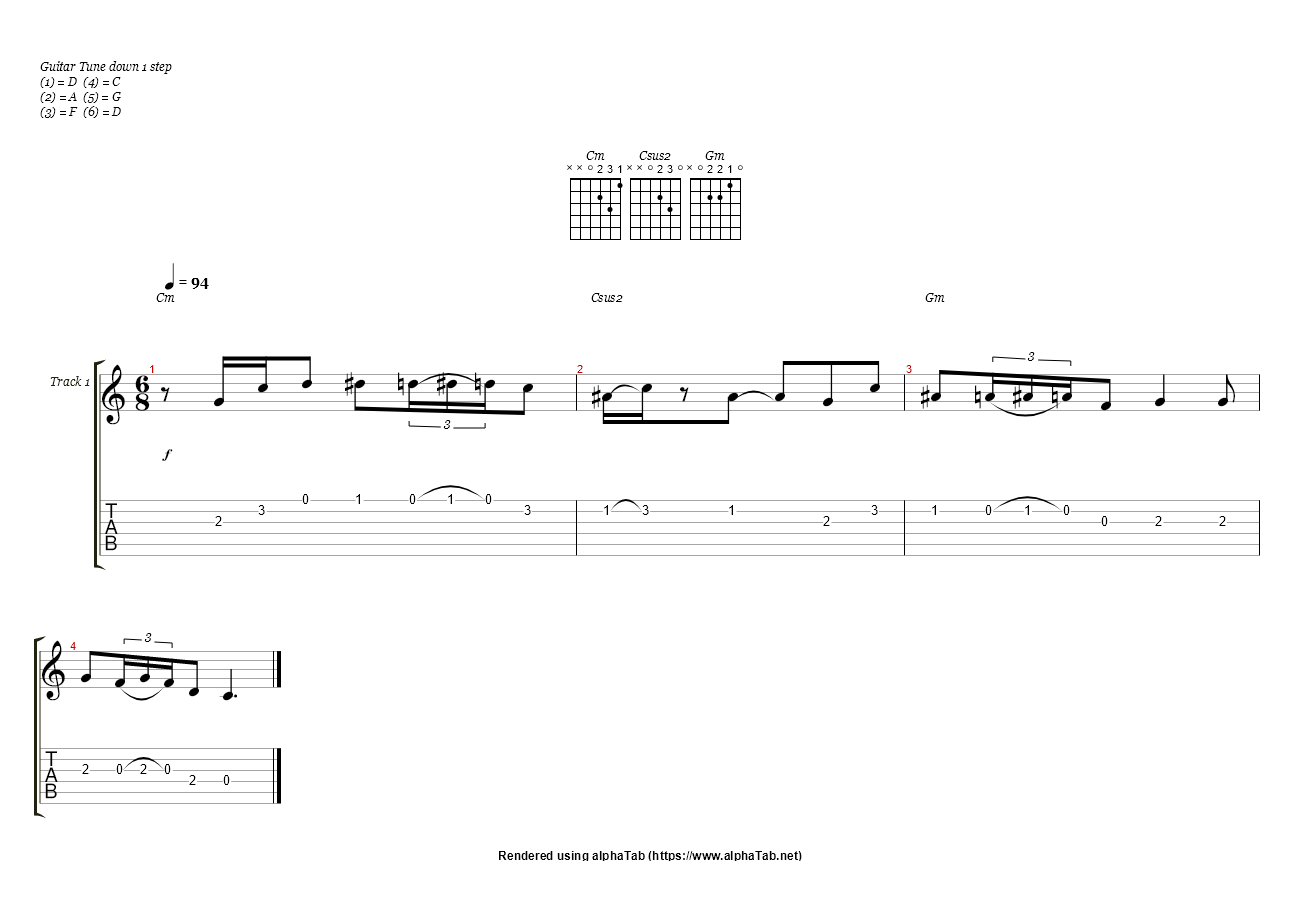 Guitar Tune down 1 step
(1) = D (4) = C
(2) = A (5) = G
(3) = F (6) = D
Cm Csus2 Gm
× × ○ 2 3 1 × × ○ 2 3 ○ × ○ 2 2 1 ○
= 94
Cm Csus2 Gm
3
Track 1 1 2 3
6
8
3
f
0 1 0 1 0
T 3 3 1 3 1 3 1 0 1 0
A 2 2 0 2 2
B
3
4
T
A 2 0 2 0
B 2 0
Rendered using alphaTab (https://www.alphaTab.net)